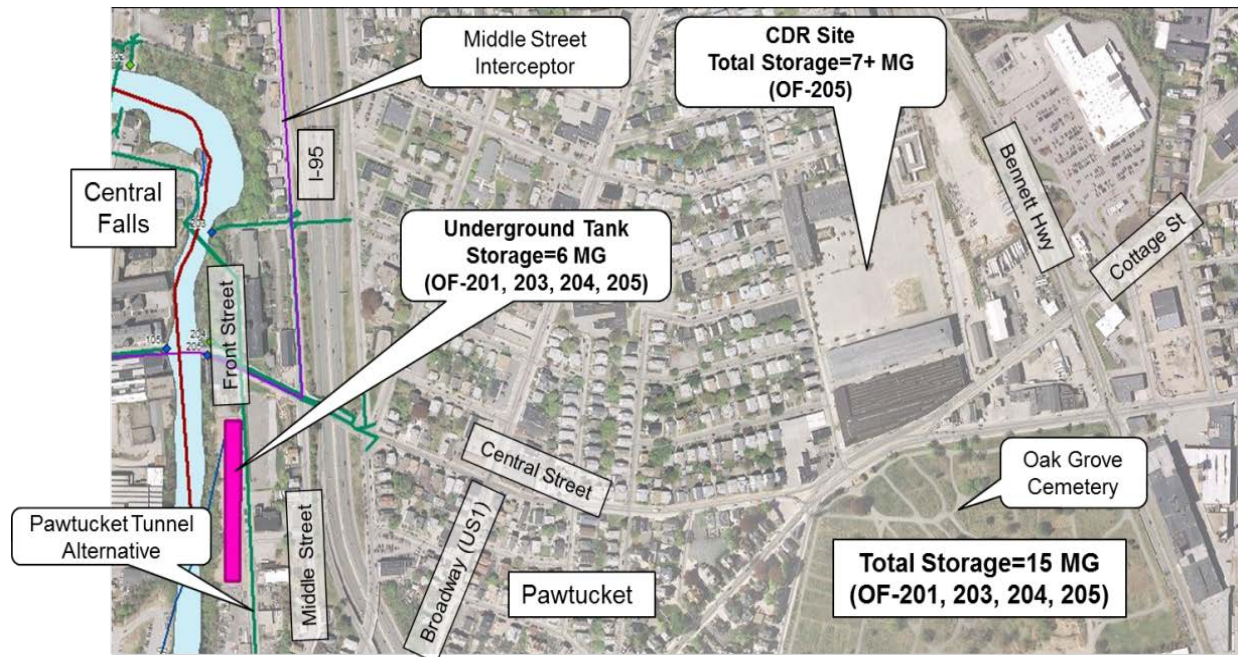 Middle Street
Interceptor
CDR Site
Total Storage=7+ MG
(OF-205)
I-95
Bennett Hwy
Central
Falls
Cottage St
Underground Tank
Storage=6 MG
(OF-201, 203, 204, 205)
Front Street
105
204
Central Street
Oak Grove
Cemetery
Pawtucket Tunnel
Alternative
Middle Street
Broadway (US1)
Pawtucket
Total Storage=15 MG
(OF-201, 203, 204, 205)